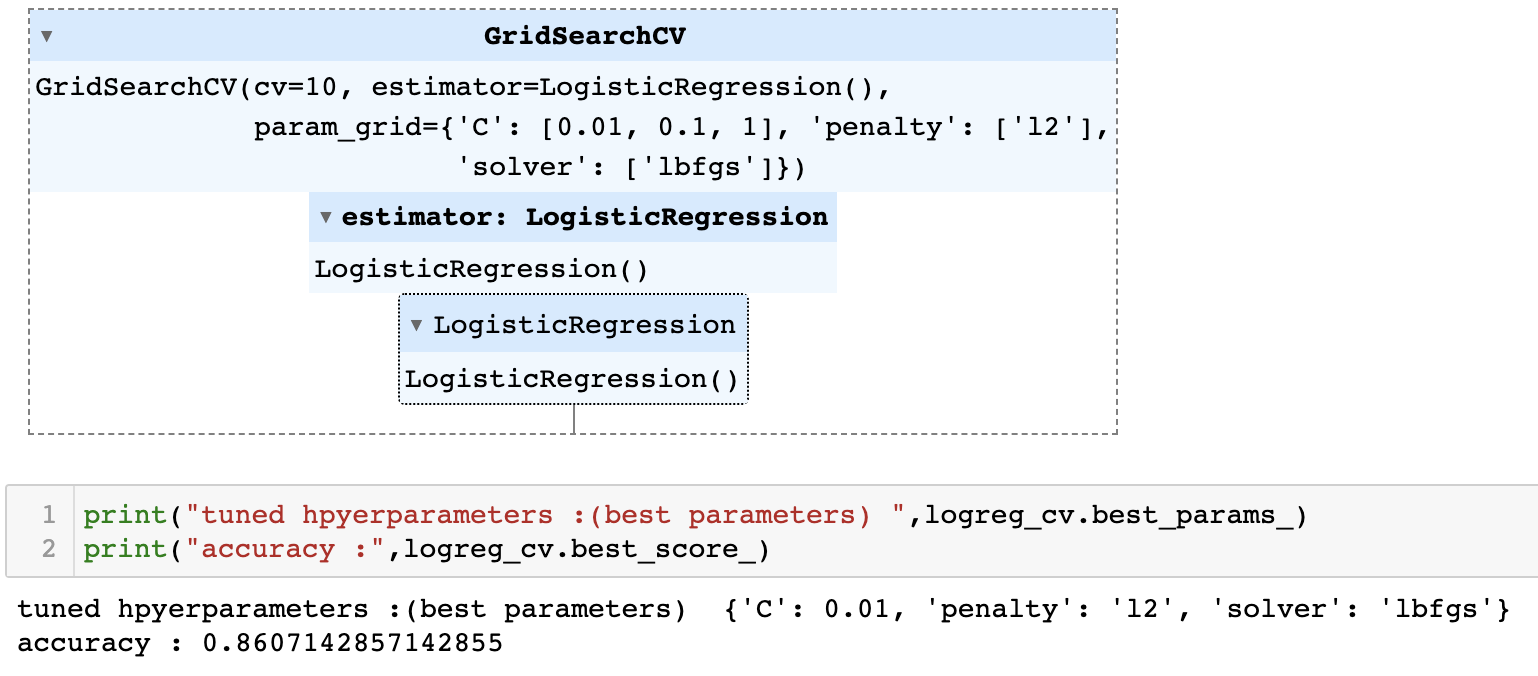 GridSearchCV
GridSearchCV(cv=10, estimator=LogisticRegression(),
param_grid={'C': [0.01, 0.1, 1], 'penalty': ['l2'],
'solver': ['lbfgs']})
estimator: LogisticRegression
LogisticRegression()
LogisticRegression
LogisticRegression()
1 print("tuned hpyerparameters :(best parameters) ",logreg_cv.best_params_)
2 print("accuracy :",logreg_cv.best_score_)
tuned hpyerparameters :(best parameters)  {'C': 0.01, 'penalty': 'l2', 'solver': 'lbfgs'}
accuracy : 0.8607142857142855